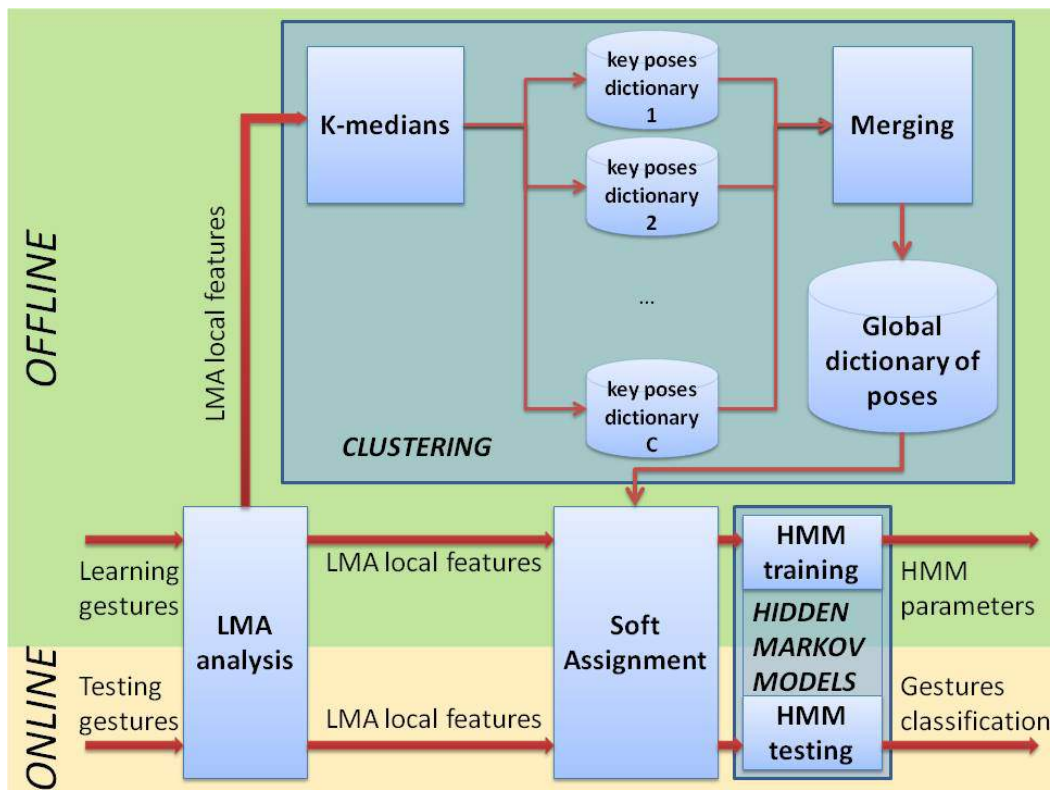 OFFLINE
LMA local features
K-medians
key poses
dictionary
1
key poses
dictionary
2
...
key poses
dictionary
C
Merging
Global
dictionary of
poses
CLUSTERING
Learning
gestures
LMA
analysis
LMA local features
Soft
Assignment
HMM
training
HMM
parameters
HIDDEN
MARKOV
MODELS
ONLINE
Testing
gestures
LMA local features
HMM
testing
Gestures
classification